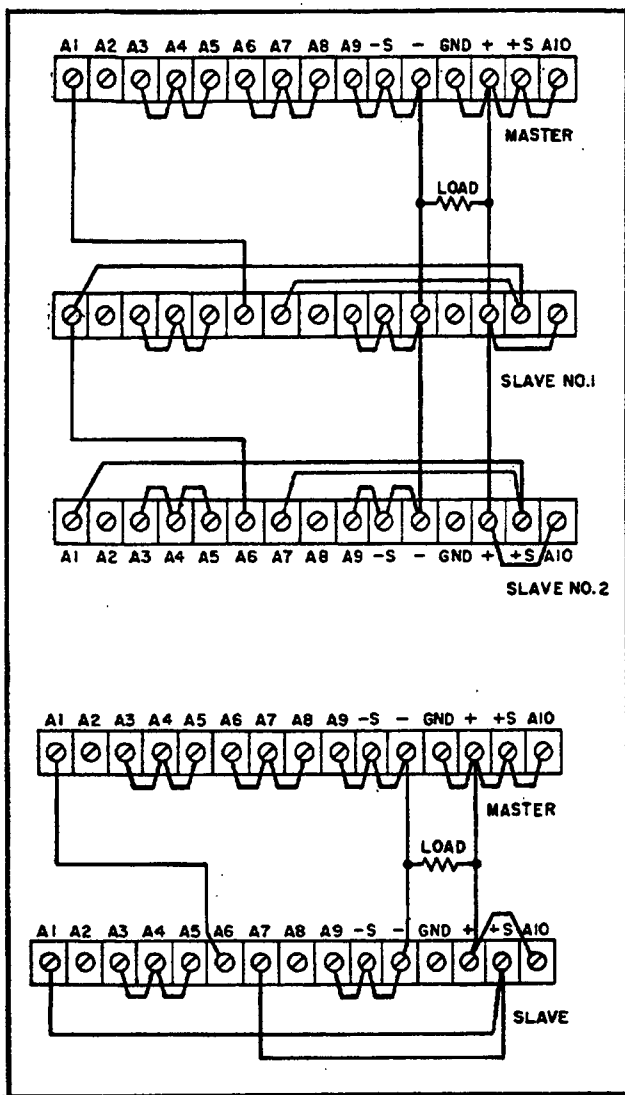 A1 A2 A3 A4 A5 A6 A7 A8 A9 -S - GND + +S A10
MASTER
LOAD
SLAVE NO.1
A1 A2 A3 A4 A5 A6 A7 A8 A9 -S - GND + +S A10
SLAVE NO.2
A1 A2 A3 A4 A5 A6 A7 A8 A9 -S - GND + +S A10
MASTER
LOAD
A1 A2 A3 A4 A5 A6 A7 A8 A9 -S - GND + +S A10
SLAVE